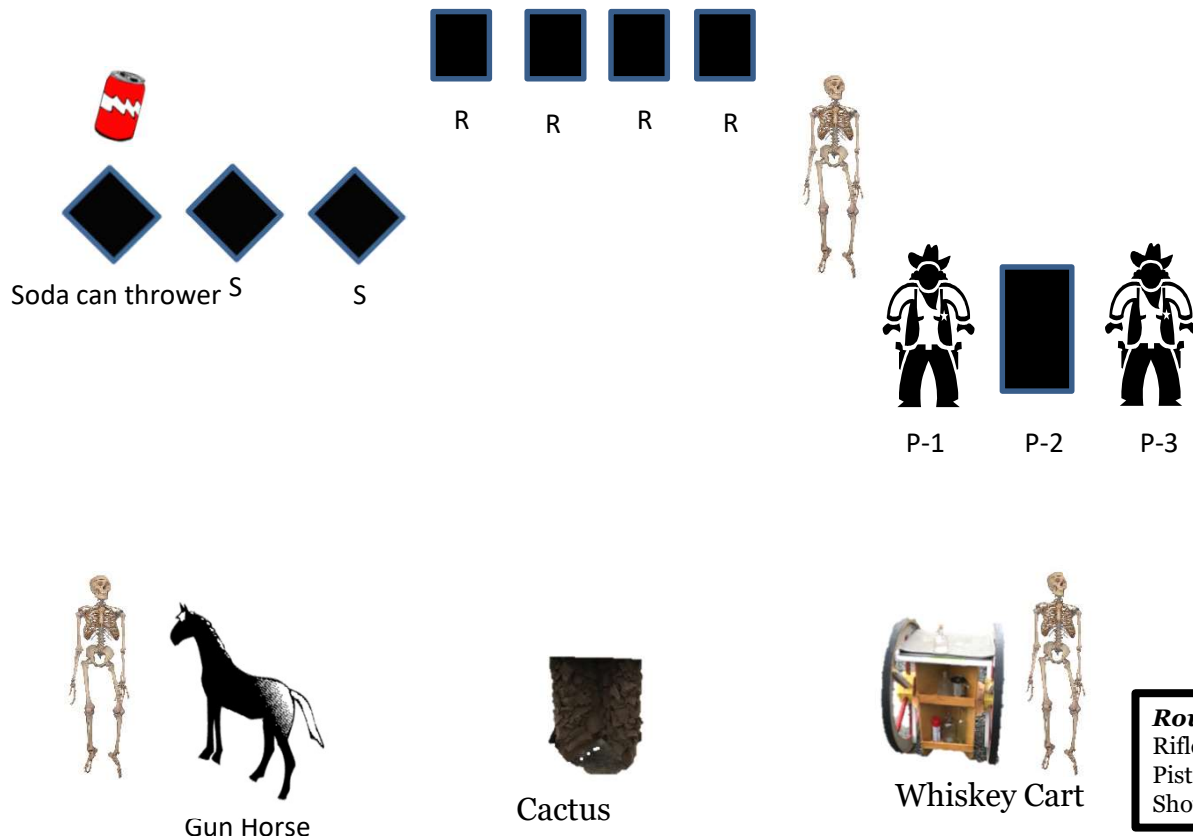 R R R R
Soda can thrower S S
P-1 P-2 P-3
Gun Horse
Cactus
Whiskey Cart